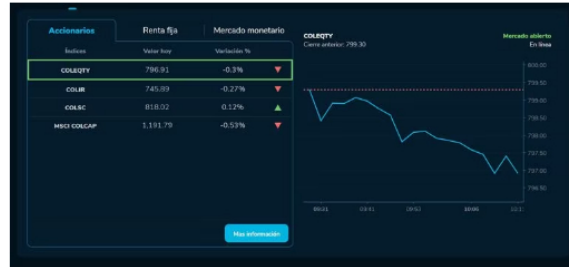 Accionarios Renta fija Mercado monetario
Índices Valor hoy Variación %
COLEQTY 796.91 -0.3%
COLIR 745.89 -0.27%
COLSC 818.02 0.12%
MSCI COLCAP 1,191.79 -0.53%
Mas información
COLEQTY
Cierre anterior: 799.30
Mercado abierto
En línea
800.00
799.50
799.00
798.50
798.00
797.50
797.00
796.50
09:31 09:41 10:06